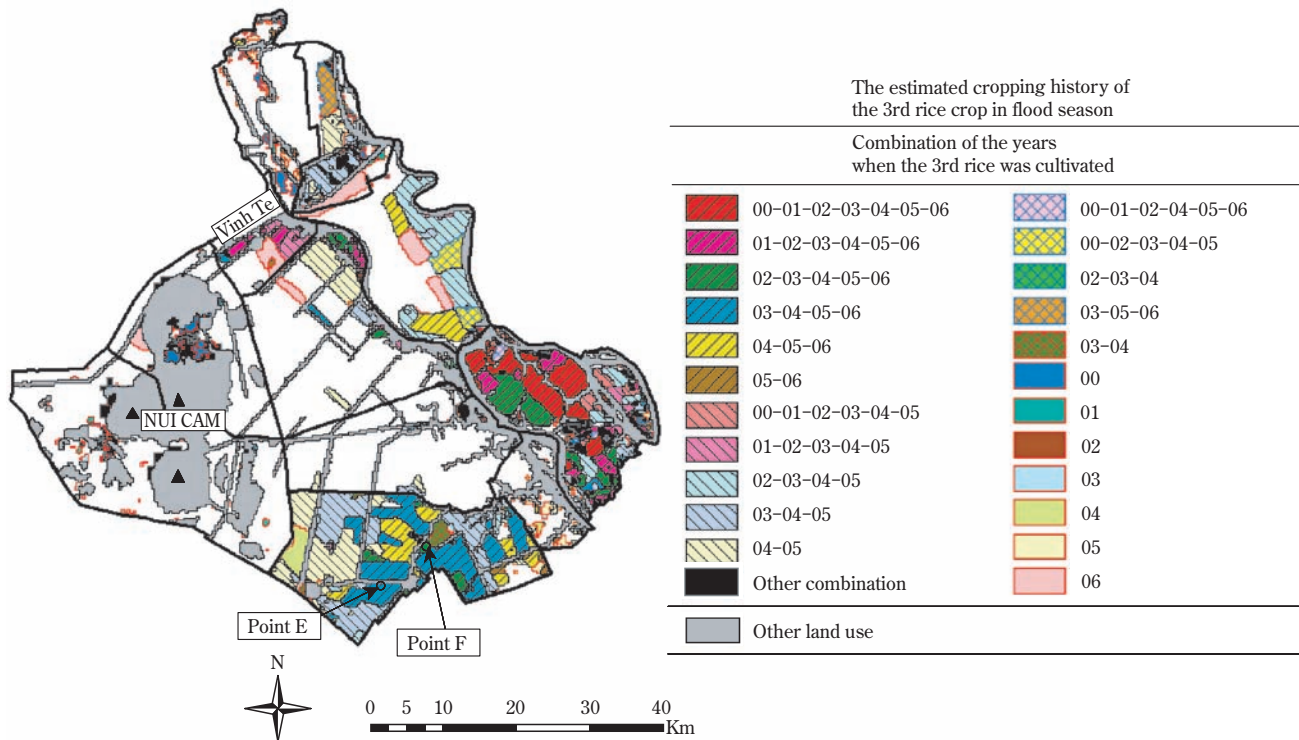 Vinh Te
NUI CAM
Point E
Point F
N
0 5 10 20 30 40
Km
The estimated cropping history of
the 3rd rice crop in flood season
Combination of the years
when the 3rd rice was cultivated
00-01-02-03-04-05-06
01-02-03-04-05-06
02-03-04-05-06
03-04-05-06
04-05-06
05-06
00-01-02-03-04-05
01-02-03-04-05
02-03-04-05
03-04-05
04-05
Other combination
00-01-02-04-05-06
00-02-03-04-05
02-03-04
03-05-06
03-04
00
01
02
03
04
05
06
Other land use